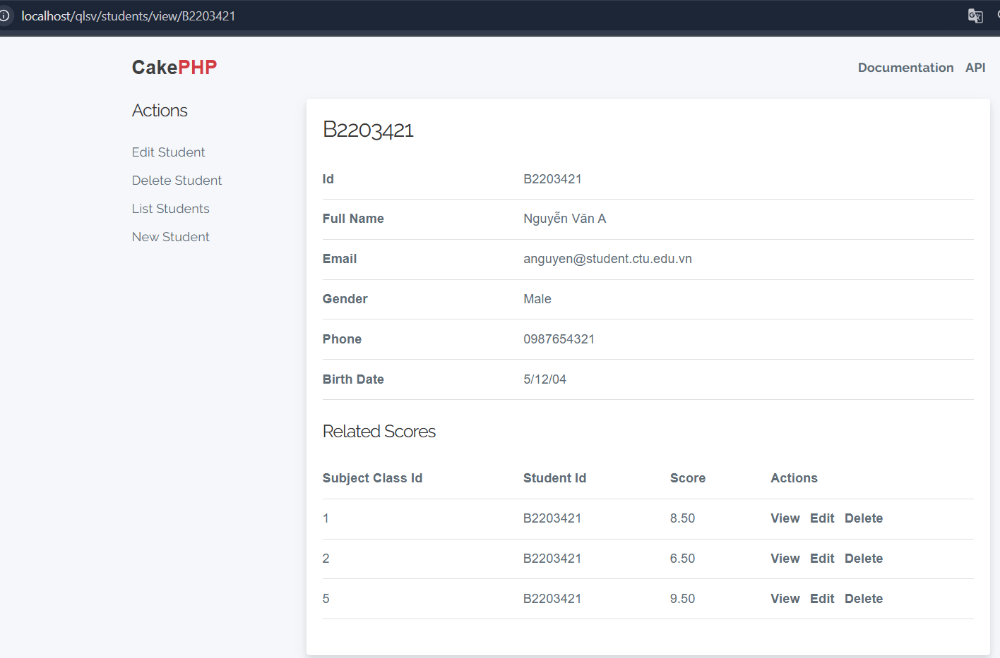 localhost/qlsv/students/view/B2203421
CakePHP
Documentation API
Actions
Edit Student
Delete Student
List Students
New Student
B2203421
Id B2203421
Full Name Nguyễn Văn A
Email anguyen@student.ctu.edu.vn
Gender Male
Phone 0987654321
Birth Date 5/12/04
Related Scores
Subject Class Id Student Id Score Actions
1 B2203421 8.50 View Edit Delete
2 B2203421 6.50 View Edit Delete
5 B2203421 9.50 View Edit Delete